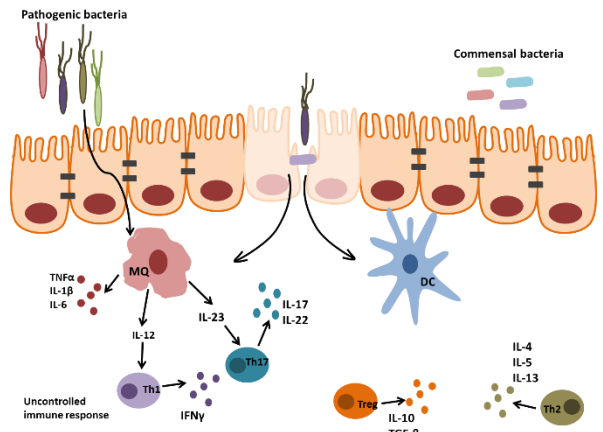 Pathogenic bacteria
Commensal bacteria
MQ
DC
TNFα
IL-1β
IL-6
IL-17
IL-22
IL-23
IL-12
Th17
Th1
IFNγ
Uncontrolled
immune response
Treg
IL-10
IL-4
IL-5
IL-13
Th2